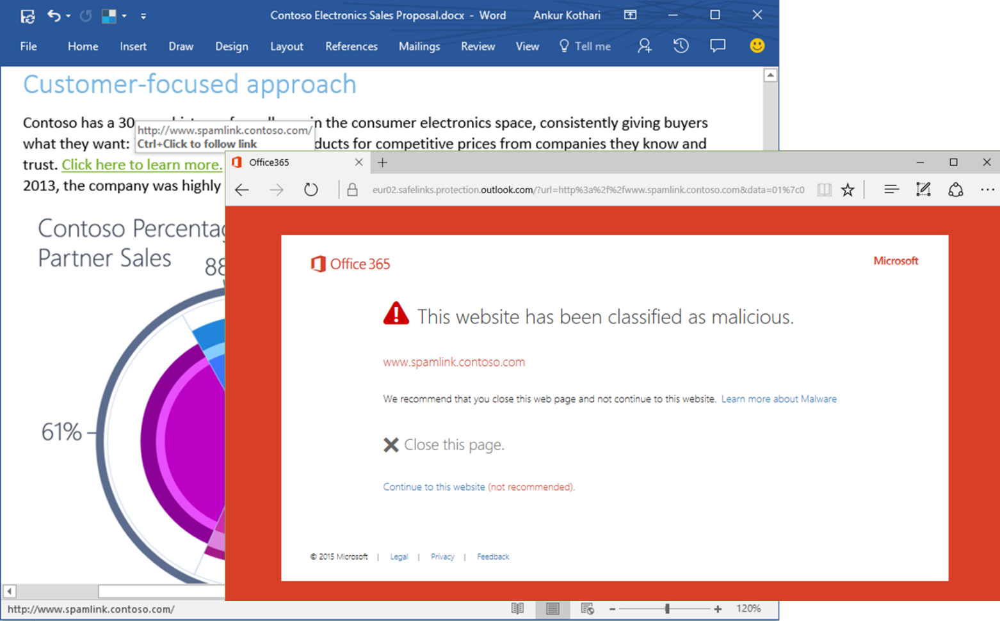 Contoso Electronics Sales Proposal.docx - Word
Ankur Kothari
File Home Insert Draw Design Layout References Mailings Review View Tell me
Customer-focused approach
Contoso has a 30 in the consumer electronics space, consistently giving buyers
http://www.spamlink.contoso.com/
what they want: ducts for competitive prices from companies they know and
Ctrl+Click to follow link
trust. Click here to learn more.
2013, the company was highly
Contoso Percentag
Partner Sales
88
61%
Office365
eur02.safelinks.protection.outlook.com/?url=http%3a%2f%2fwww.spamlink.contoso.com&data=01%7c0
Office 365
Microsoft
This website has been classified as malicious.
www.spamlink.contoso.com
We recommend that you close this web page and not continue to this website. Learn more about Malware
Close this page.
Continue to this website (not recommended).
© 2015 Microsoft | Legal | Privacy | Feedback
http://www.spamlink.contoso.com/
120%